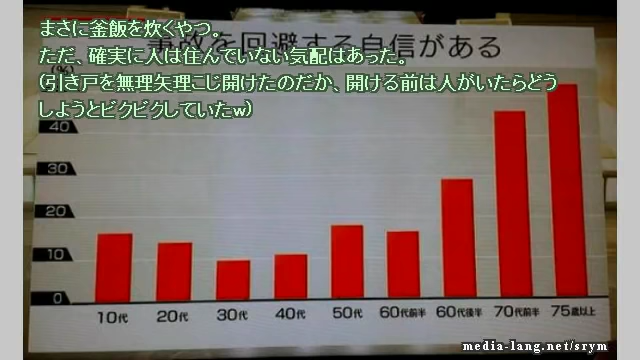 まさに釜飯を炊くやつ。
を回避する自信がある
ただ、確実に人は住んでいない気配はあった。
(%)
(引き戸を無理矢理こじ開けたのだか、開ける前は人がいたらどう
しようとビクビクしていたw)
40
30
20
10
0
10代 20代 30代 40代 50代 60代前半 60代後半 70代前半 75歳以上
media-lang.net/srym